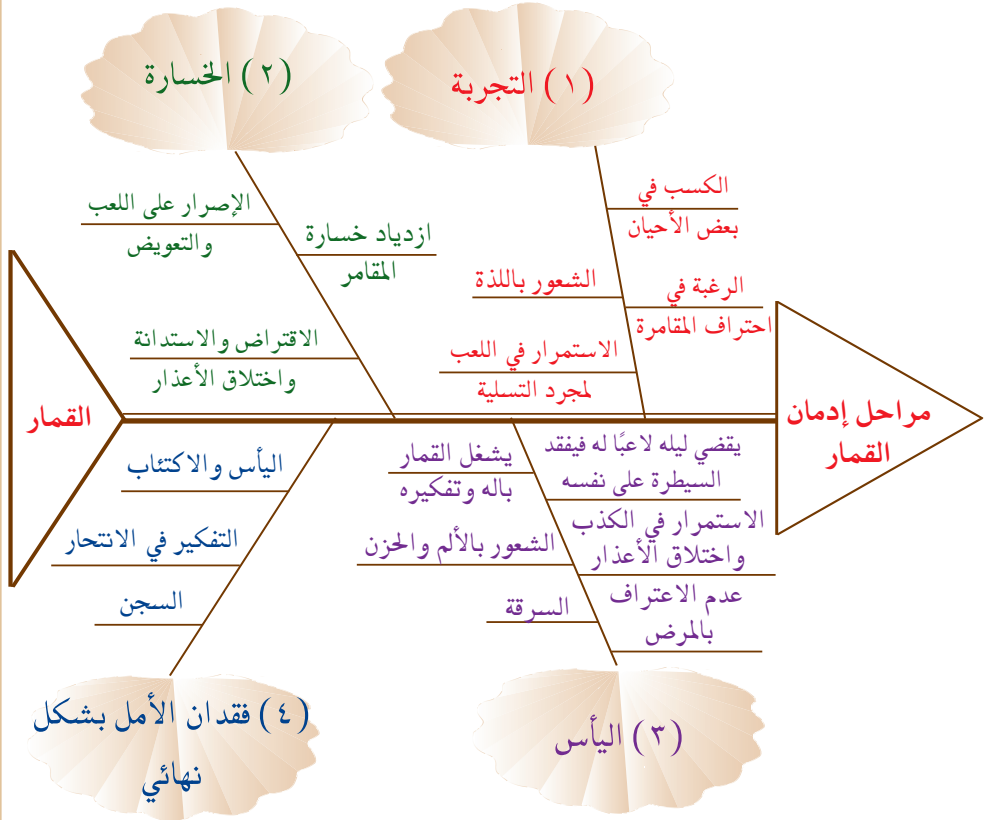 (١) التجربة
الكسب في
بعض الأحيان
الرغبة في
احتراف المقامرة
الشعور باللذة
الاستمرار في اللعب
لمجرد التسلية
(٢) الخسارة
ازدياد خسارة
المقامر
الإصرار على اللعب
والتعويض
الاقتراض والاستدانة
واختلاق الأعذار
مراحل إدمان
القمار
القمار
يقضي ليله لاعبًا له فيفقد
السيطرة على نفسه
الاستمرار في الكذب
واختلاق الأعذار
عدم الاعتراف
بالمرض
يشغل القمار
باله وتفكيره
الشعور بالألم والحزن
السرقة
(٣) اليأس
اليأس والاكتئاب
التفكير في الانتحار
السجن
(٤) فقدان الأمل بشكل
نهائي